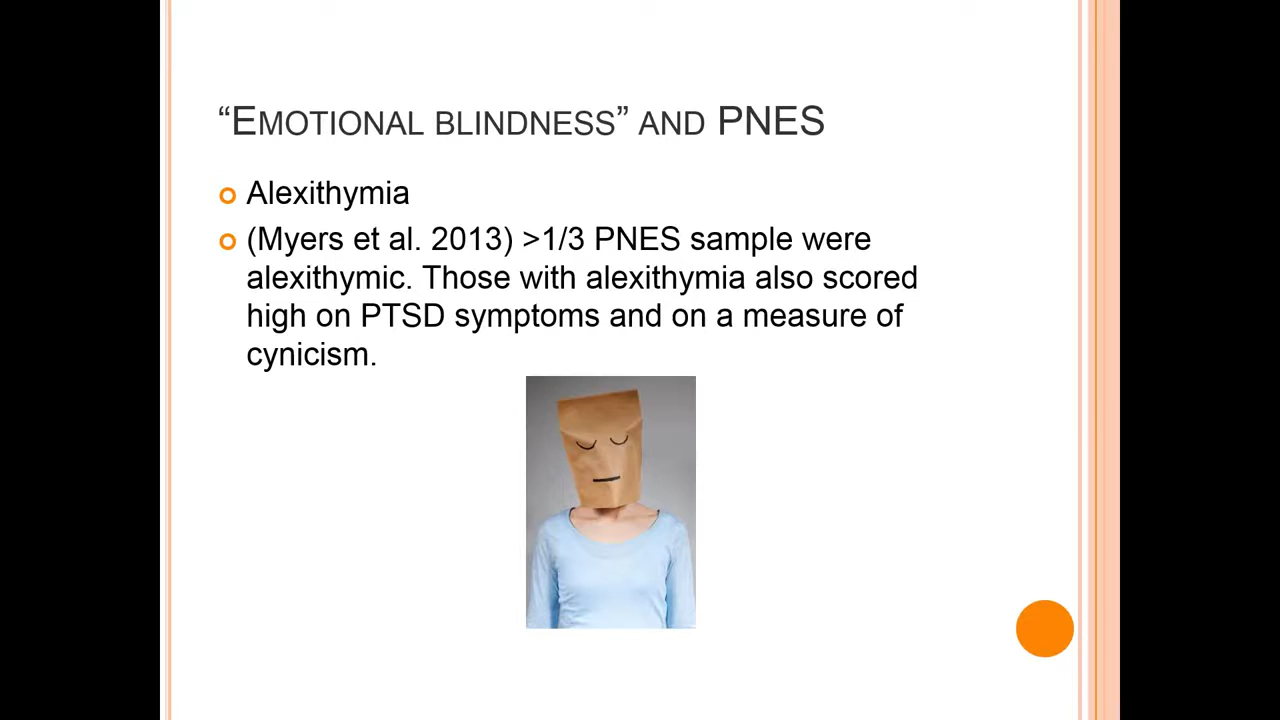 “Emotional blindness” and PNES
Alexithymia
(Myers et al. 2013) >1/3 PNES sample were
alexithymic. Those with alexithymia also scored
high on PTSD symptoms and on a measure of
cynicism.